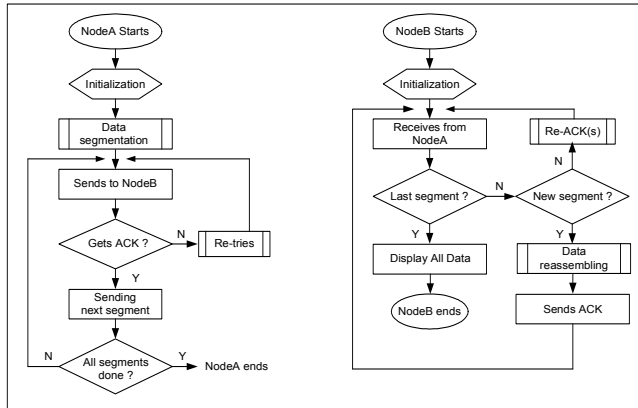 NodeA Starts
Initialization
Data
segmentation
Sends to NodeB
Gets ACK ?
N
Re-tries
Y
Sending
next segment
N
All segments
done ?
Y
NodeA ends
NodeB Starts
Initialization
Receives from
NodeA
Re-ACK(s)
N
Last segment ?
N
New segment ?
Y
Y
Display All Data
Data
reassembling
NodeB ends
Sends ACK